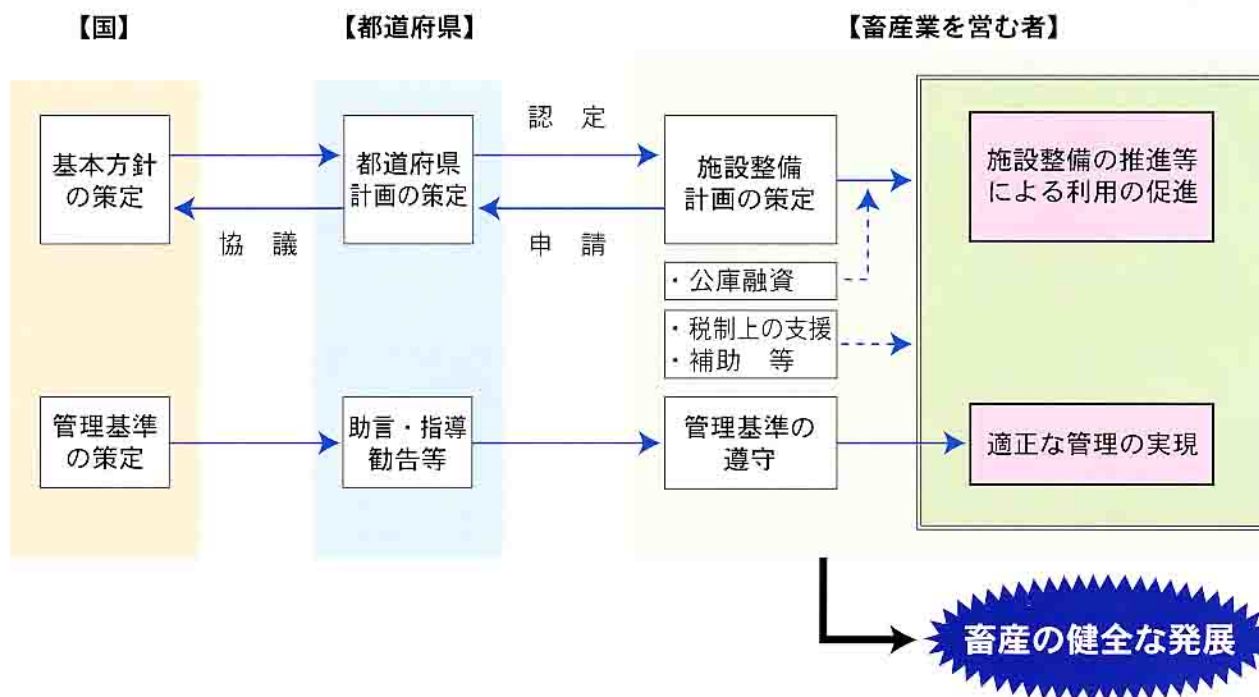 【国】
【都道府県】
【畜産業を営む者】
基本方針
の策定
協 議
都道府県
計画の策定
認 定
申 請
施設整備
計画の策定
施設整備の推進等
による利用の促進
・公庫融資
・税制上の支援
・補助 等
管理基準
の策定
助言・指導
勧告等
管理基準の
遵守
適正な管理の実現
畜産の健全な発展